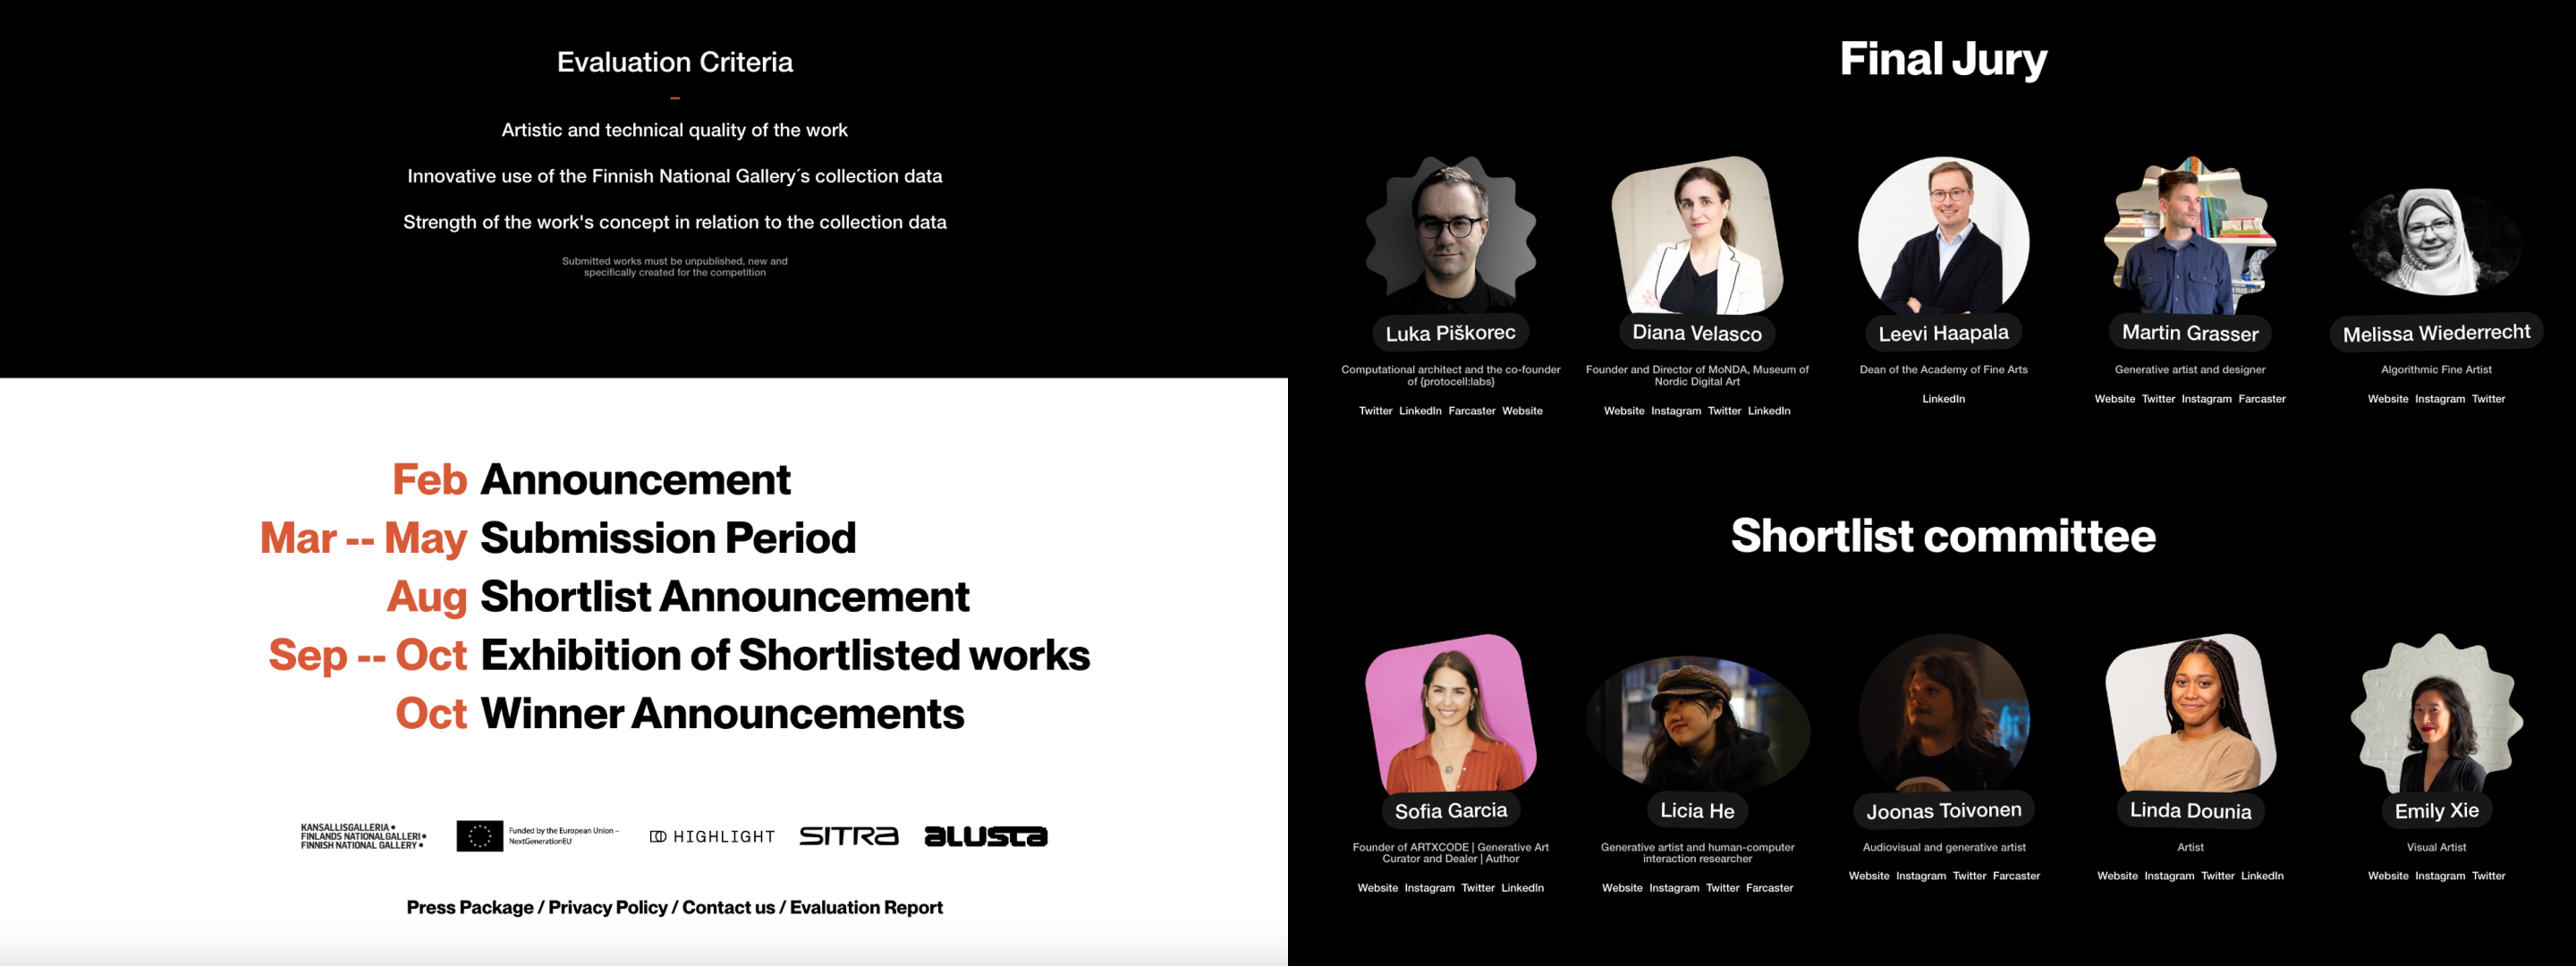 Evaluation Criteria
–
Artistic and technical quality of the work
Innovative use of the Finnish National Gallery´s collection data
Strength of the work's concept in relation to the collection data
Submitted works must be unpublished, new and
specifically created for the competition
Feb Announcement
Mar -- May Submission Period
Aug Shortlist Announcement
Sep -- Oct Exhibition of Shortlisted works
Oct Winner Announcements
KANSALLISGALLERIA
FINLANDS NATIONALGALLERI
FINNISH NATIONAL GALLERY
Funded by the European Union –
NextGenerationEU
HIGHLIGHT
SITRA
aLUSTa
Press Package / Privacy Policy / Contact us / Evaluation Report
Final Jury
Luka Piškorec
Computational architect and the co-founder
of {protocell:labs}
Twitter LinkedIn Farcaster Website
Diana Velasco
Founder and Director of MoNDA, Museum of
Nordic Digital Art
Website Instagram Twitter LinkedIn
Leevi Haapala
Dean of the Academy of Fine Arts
LinkedIn
Martin Grasser
Generative artist and designer
Website Twitter Instagram Farcaster
Melissa Wiederrecht
Algorithmic Fine Artist
Website Instagram Twitter
Shortlist committee
Sofia Garcia
Founder of ARTXCODE | Generative Art
Curator and Dealer | Author
Website Instagram Twitter LinkedIn
Licia He
Generative artist and human-computer
interaction researcher
Website Instagram Twitter Farcaster
Joonas Toivonen
Audiovisual and generative artist
Website Instagram Twitter Farcaster
Linda Dounia
Artist
Website Instagram Twitter LinkedIn
Emily Xie
Visual Artist
Website Instagram Twitter